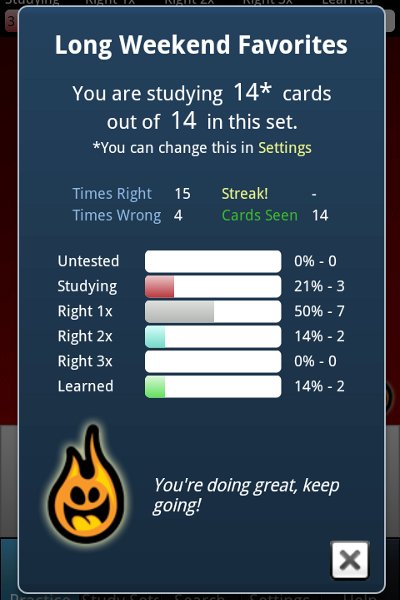 Studying Right 1x Right 2x Right 3x Learned
3
Long Weekend Favorites
You are studying 14* cards
out of 14 in this set.
*You can change this in Settings
Times Right 15 Streak! -
Times Wrong 4 Cards Seen 14
Untested 0% - 0
Studying 21% - 3
Right 1x 50% - 7
Right 2x 14% - 2
Right 3x 0% - 0
Learned 14% - 2
You're doing great, keep
going!
Practice Study Sets Search Settings Help